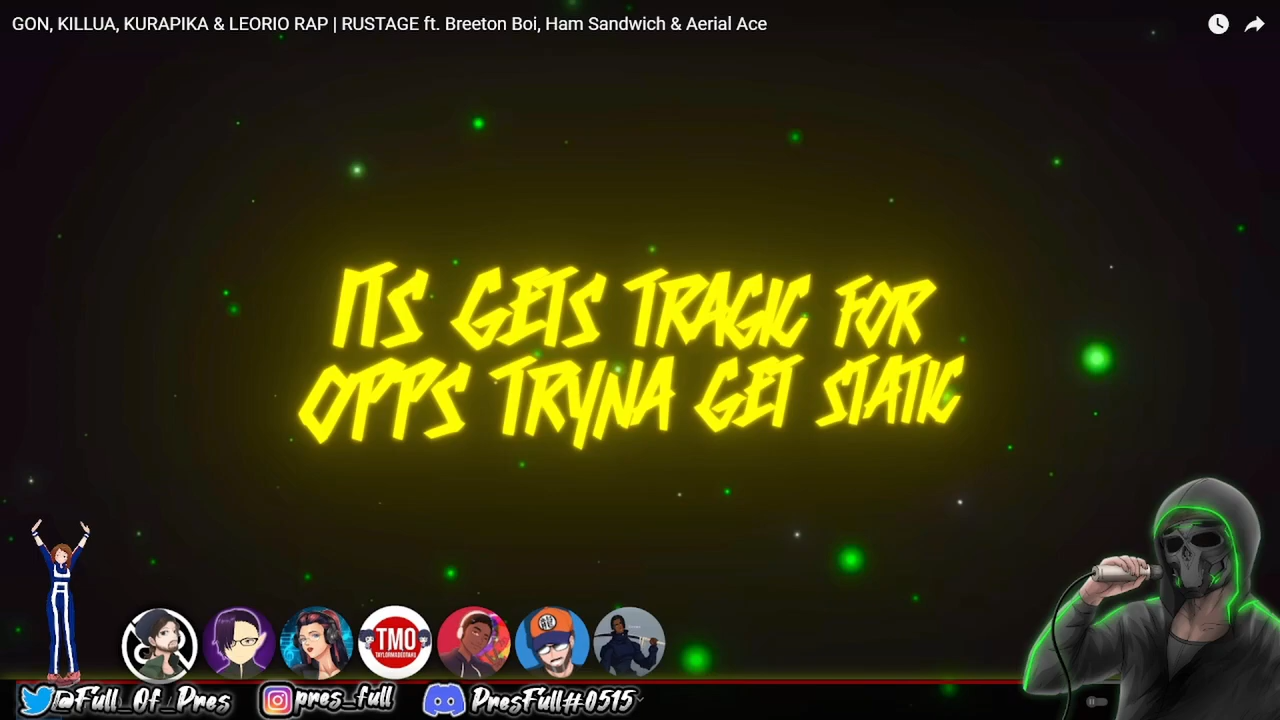 GON, KILLUA, KURAPIKA & LEORIO RAP | RUSTAGE ft. Breeton Boi, Ham Sandwich & Aerial Ace
ITS GETS TRAGIC FOR
OPPS TRYNA GET STATIC
TMO
TAYLORMADEOTAKU
@Full_Of_Pres
pres_full
PresFull#0515